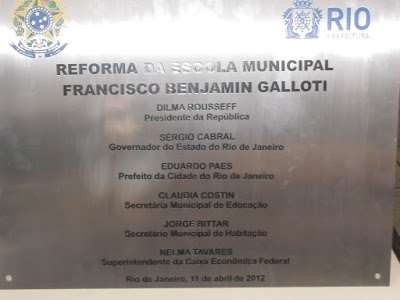 RIO
PREFEITURA
REFORMA DA ESCOLA MUNICIPAL
FRANCISCO BENJAMIN GALLOTI
DILMA ROUSSEFF
Presidente da República
SÉRGIO CABRAL
Governador do Estado do Rio de Janeiro
EDUARDO PAES
Prefeito da Cidade do Rio de Janeiro
CLAUDIA COSTIN
Secretária Municipal de Educação
JORGE BITTAR
Secretário Municipal de Habitação
NELMA TAVARES
Superintendente da Caixa Econômica Federal
Rio de Janeiro, 11 de abril de 2012